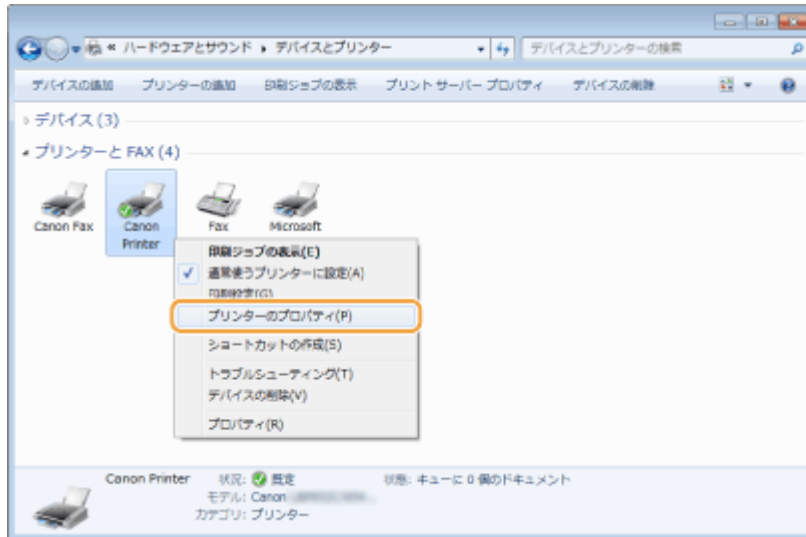 « ハードウェアとサウンド ▸ デバイスとプリンター
デバイスとプリンターの検索
デバイスの追加 プリンターの追加 印刷ジョブの表示 プリント サーバー プロパティ デバイスの削除
デバイス (3)
プリンターと FAX (4)
Canon Fax
Canon Printer
Fax
Microsoft
印刷ジョブの表示(E)
通常使うプリンターに設定(A)
印刷設定(G)
プリンターのプロパティ(P)
ショートカットの作成(S)
トラブルシューティング(T)
デバイスの削除(V)
プロパティ(R)
Canon Printer 状況: 既定 状態: キューに 0 個のドキュメント
モデル: Canon
カテゴリ: プリンター